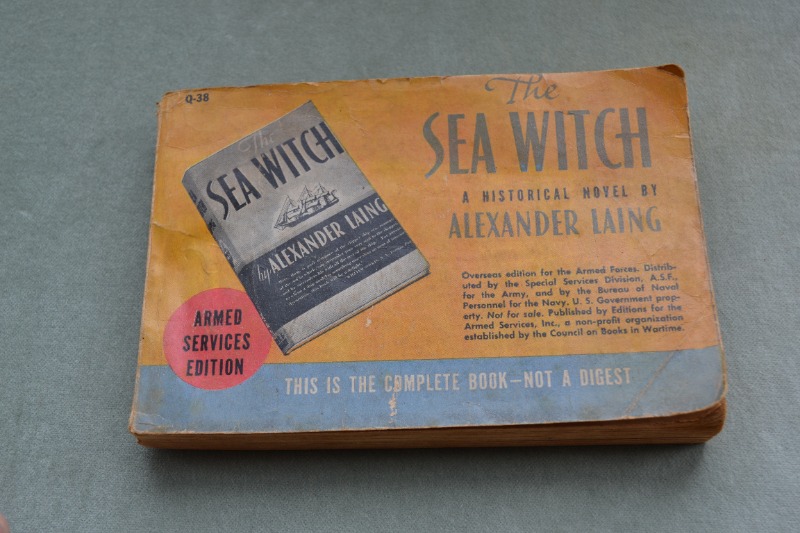 Q-38
The
SEA WITCH
A HISTORICAL NOVEL BY
ALEXANDER LAING
The
SEA WITCH
by ALEXANDER LAING
Overseas edition for the Armed Forces. Distrib-
uted by the Special Services Division, A.S.F.,
for the Army, and by the Bureau of Naval
Personnel for the Navy. U. S. Government prop-
erty. Not for sale. Published by Editions for the
Armed Services, Inc., a non-profit organization
established by the Council on Books in Wartime.
ARMED
SERVICES
EDITION
THIS IS THE COMPLETE BOOK—NOT A DIGEST